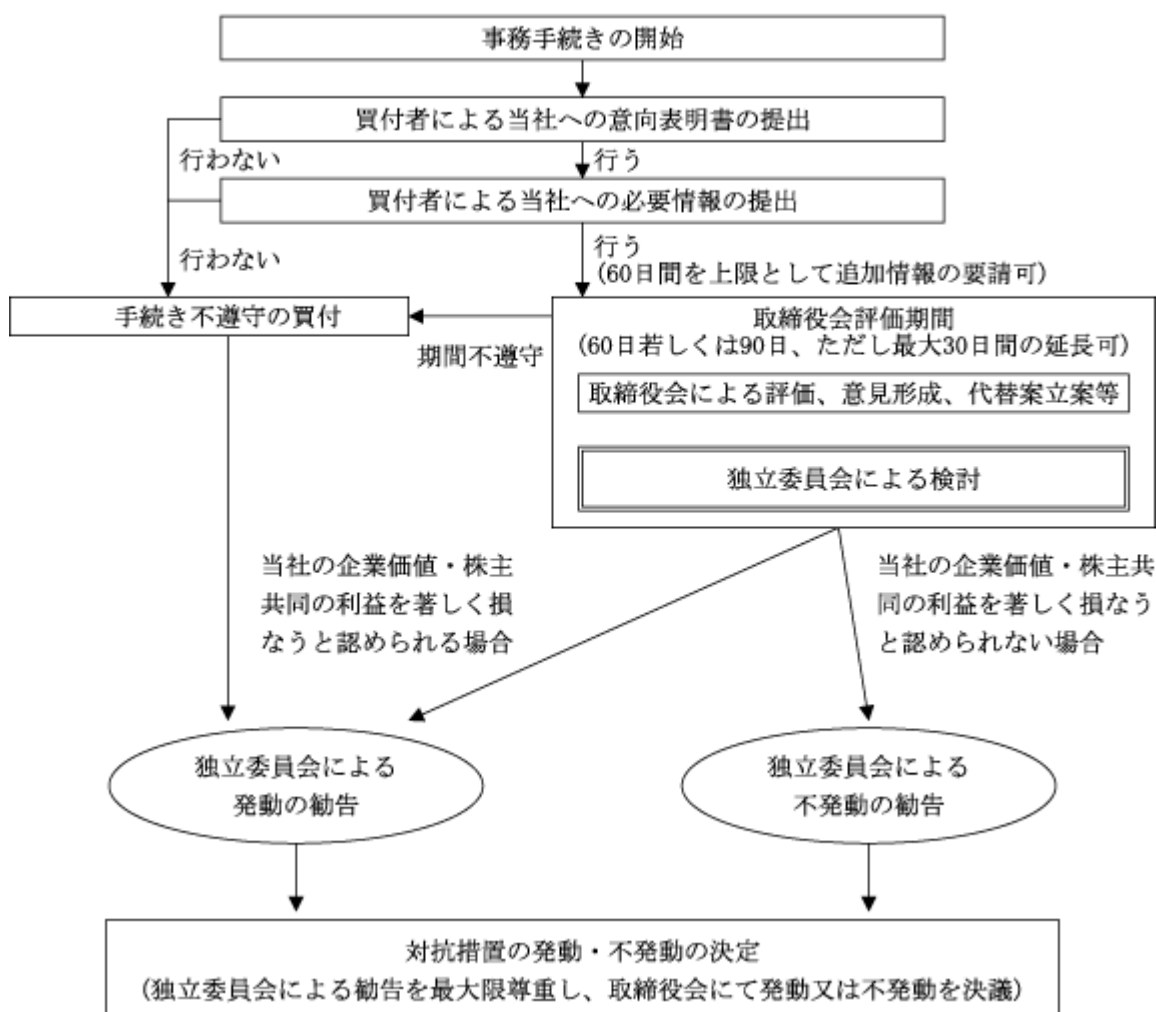 事務手続きの開始
買付者による当社への意向表明書の提出
行わない
行う
買付者による当社への必要情報の提出
行わない
行う
(60日間を上限として追加情報の要請可)
手続き不遵守の買付
期間不遵守
取締役会評価期間
(60日若しくは90日、ただし最大30日間の延長可)
取締役会による評価、意見形成、代替案立案等
独立委員会による検討
当社の企業価値・株主
共同の利益を著しく損
なうと認められる場合
当社の企業価値・株主共
同の利益を著しく損なう
と認められない場合
独立委員会による
発動の勧告
独立委員会による
不発動の勧告
対抗措置の発動・不発動の決定
(独立委員会による勧告を最大限尊重し、取締役会にて発動又は不発動を決議)